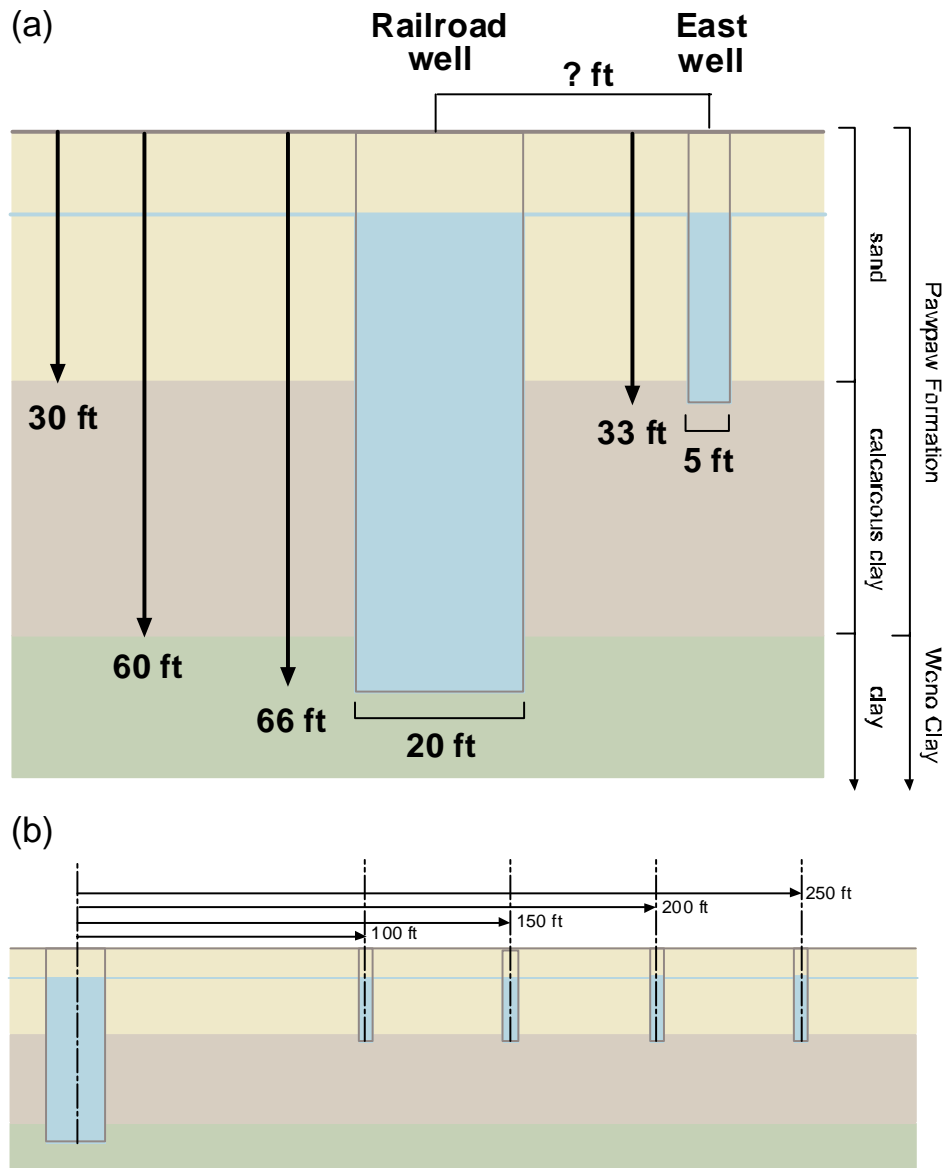 (a)
Railroad
well
East
well
? ft
30 ft
60 ft
66 ft
20 ft
33 ft
5 ft
sand
calcareous clay
clay
Pawpaw Formation
Weno Clay
(b)
250 ft
200 ft
150 ft
100 ft